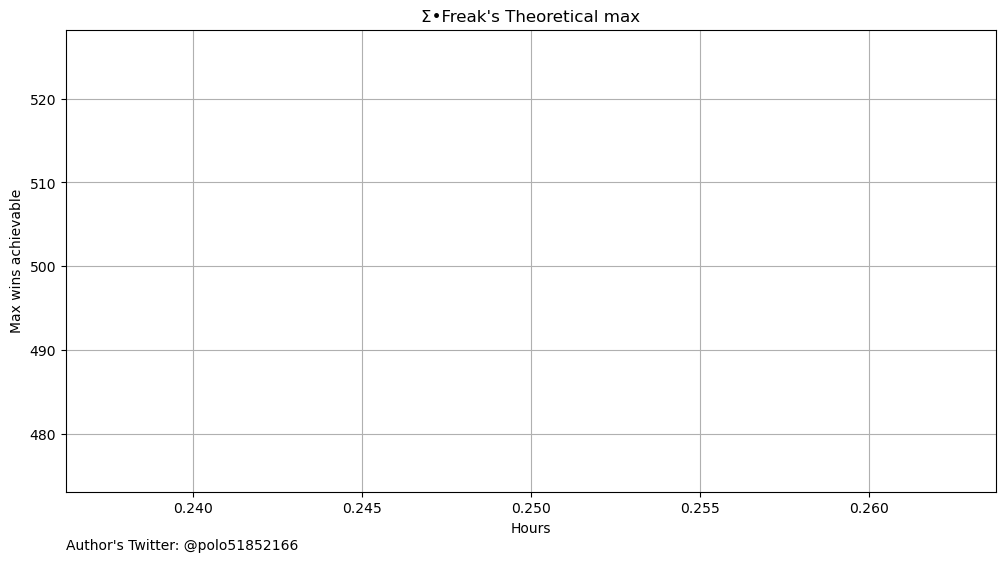 Σ•Freak's Theoretical max
Max wins achievable
520
510
500
490
480
0.240 0.245 0.250 0.255 0.260
Hours
Author's Twitter: @polo51852166